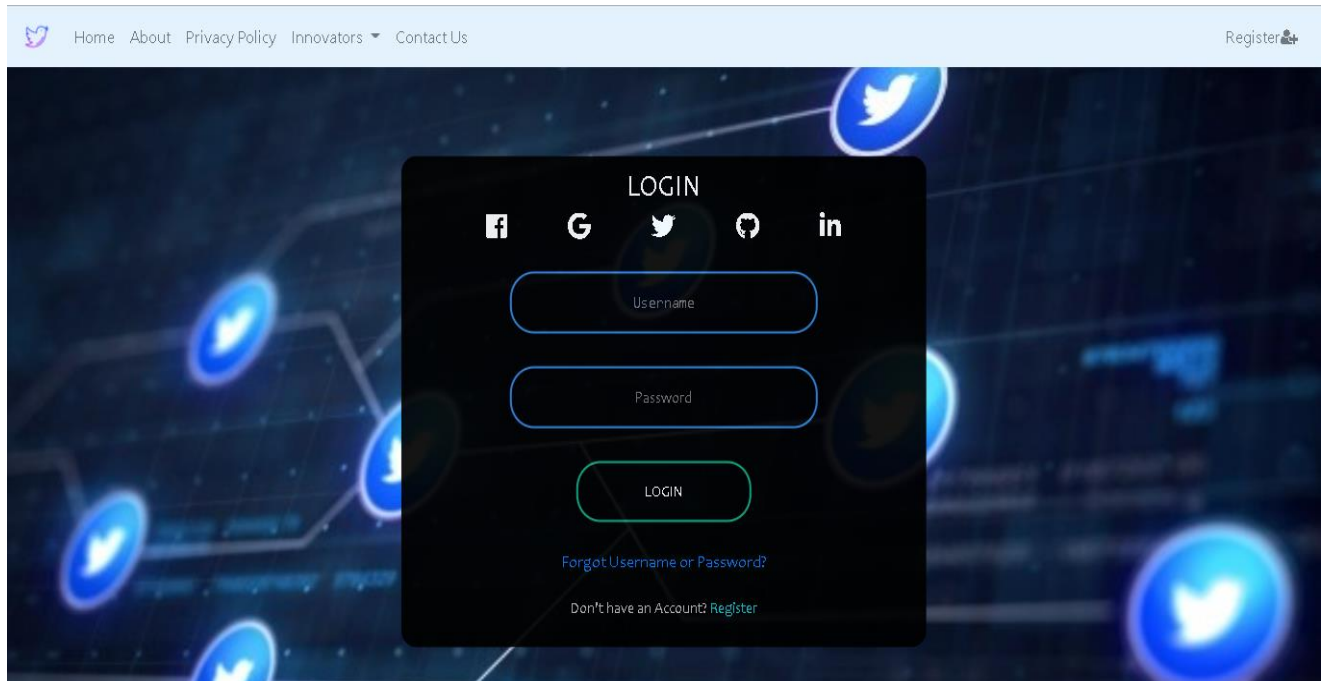 Home About Privacy Policy Innovators Contact Us Register
LOGIN
Username
Password
LOGIN
Forgot Username or Password?
Don't have an Account? Register